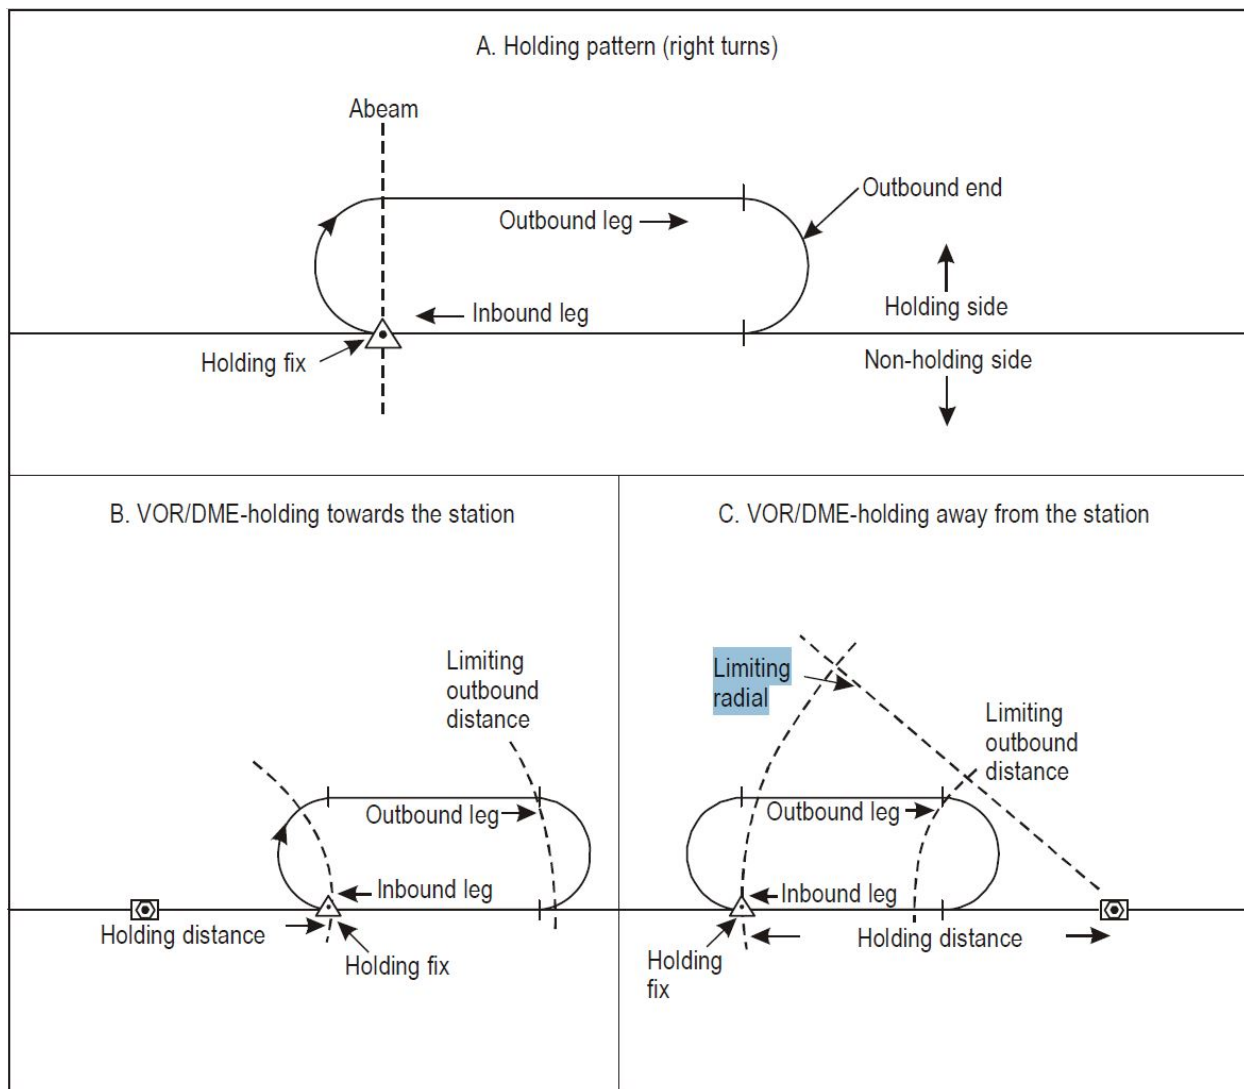 A. Holding pattern (right turns)
Abeam
Outbound end
Outbound leg
Holding side
Inbound leg
Holding fix
Non-holding side
B. VOR/DME-holding towards the station
Limiting
outbound
distance
Outbound leg
Inbound leg
Holding distance
Holding fix
C. VOR/DME-holding away from the station
Limiting
radial
Limiting
outbound
distance
Outbound leg
Inbound leg
Holding distance
Holding
fix